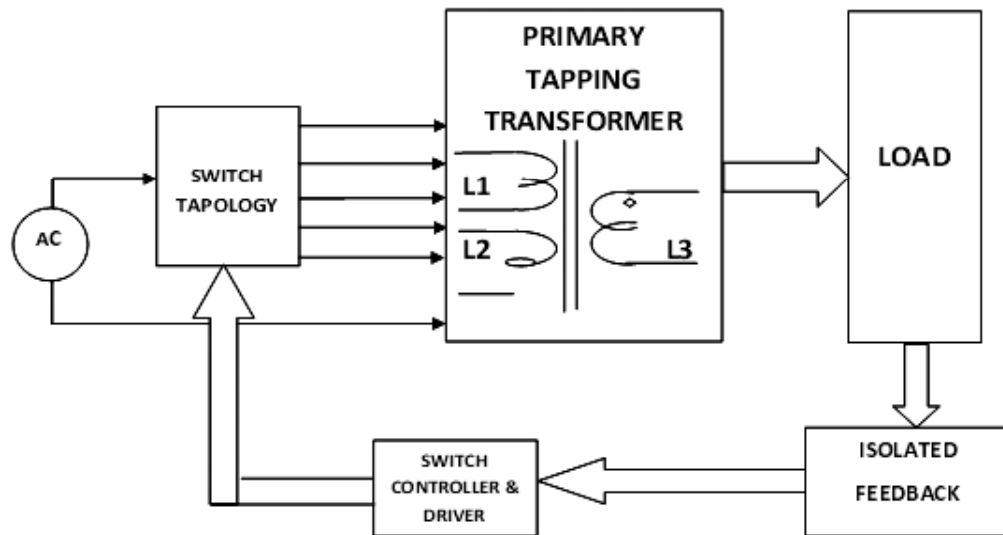 PRIMARY
TAPPING
TRANSFORMER
LOAD
SWITCH
TAPOLOGY
AC
L1
L2
L3
SWITCH
CONTROLLER &
DRIVER
ISOLATED
FEEDBACK